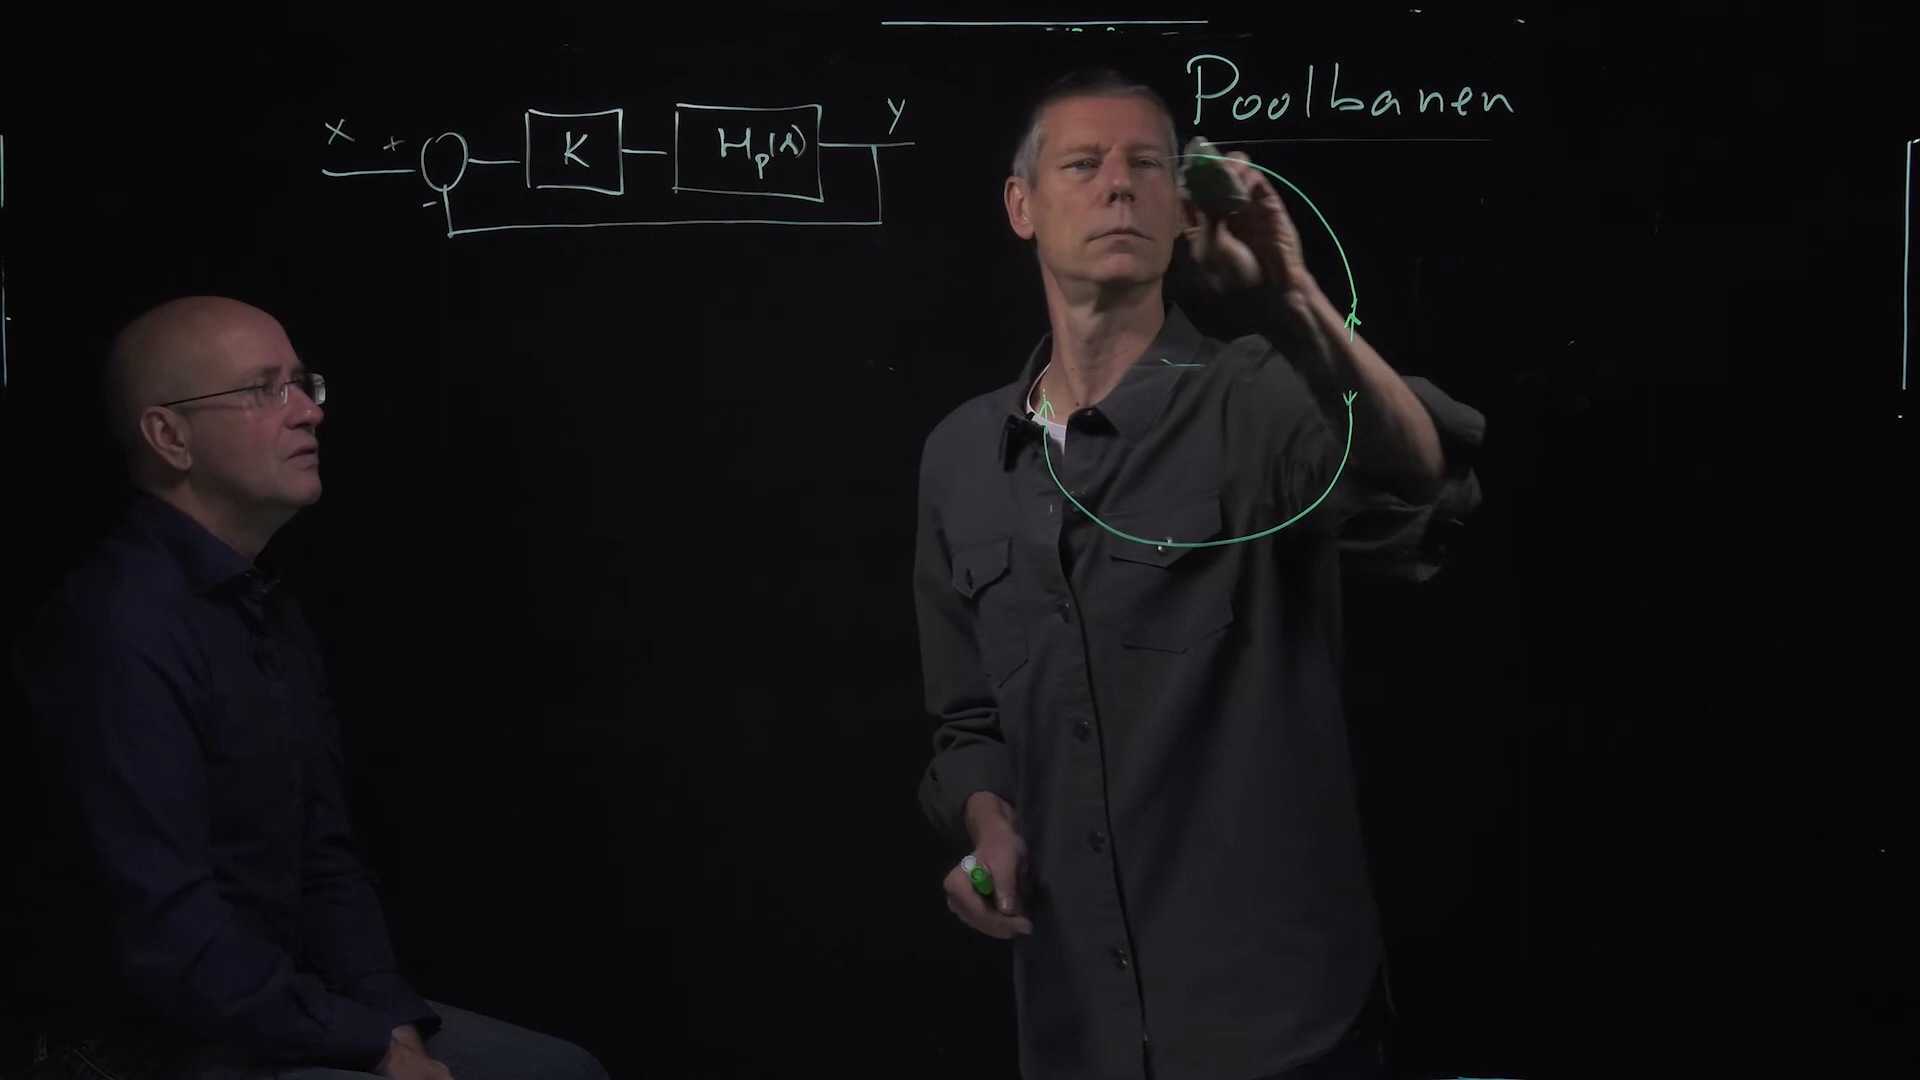 Poolbanen
x + K Hp(s) y
-